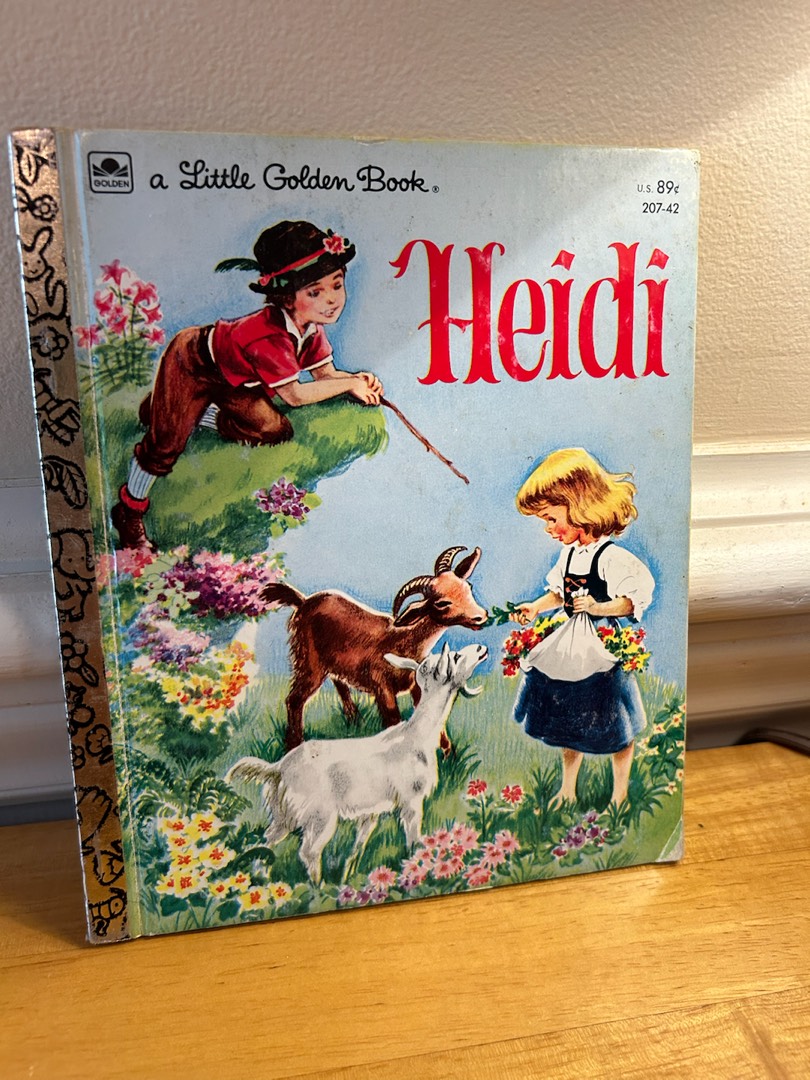 GOLDEN
a Little Golden Book®
U.S. 89¢
207-42
Heidi